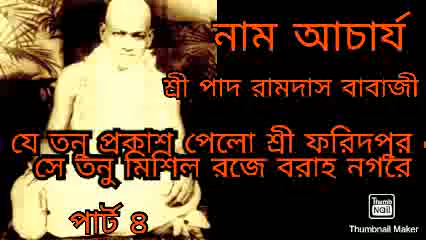 নাম আচার্য
শ্রী পাদ রামদাস বাবাজী
যে তনু প্রকাশ পেলো শ্রী ফরিদপুর
সে তনু মিশিল রজে বরাহ নগরে
পার্ট ৪
Thumb
Nail
Thumbnail Maker